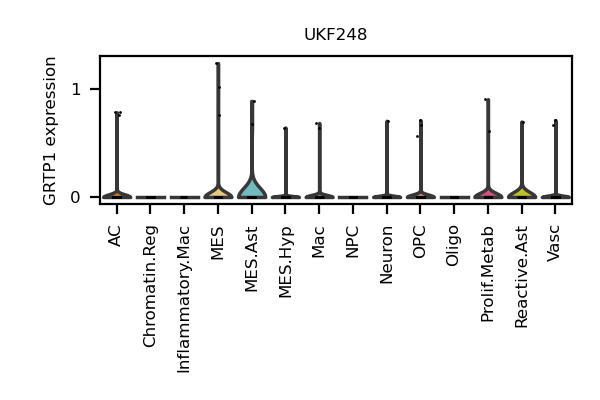 UKF248
GRTP1 expression
1
0
AC
Chromatin.Reg
Inflammatory.Mac
MES
MES.Ast
MES.Hyp
Mac
NPC
Neuron
OPC
Oligo
Prolif.Metab
Reactive.Ast
Vasc